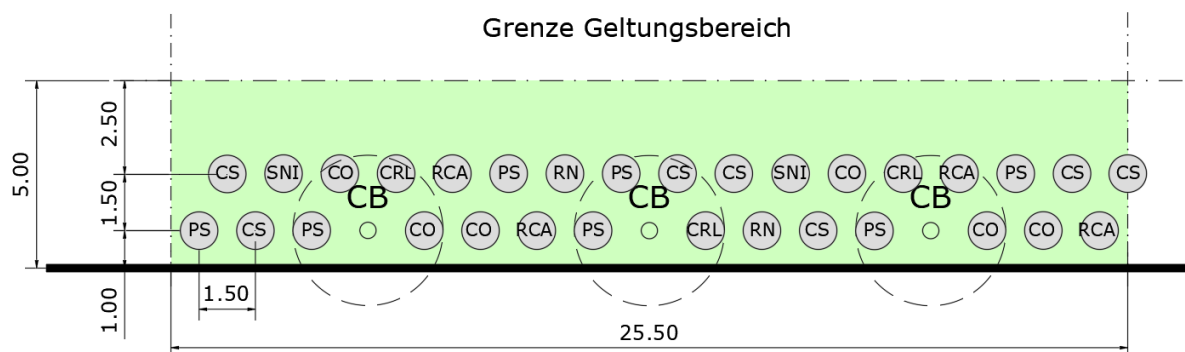 Grenze Geltungsbereich
5.00
2.50
1.50
1.00
CS SNI CO CRL RCA PS RN PS CS CS SNI CO CRL RCA PS CS CS
CB CB CB
PS CS PS CO CO RCA PS CRL RN CS PS CO CO RCA
1.50
25.50